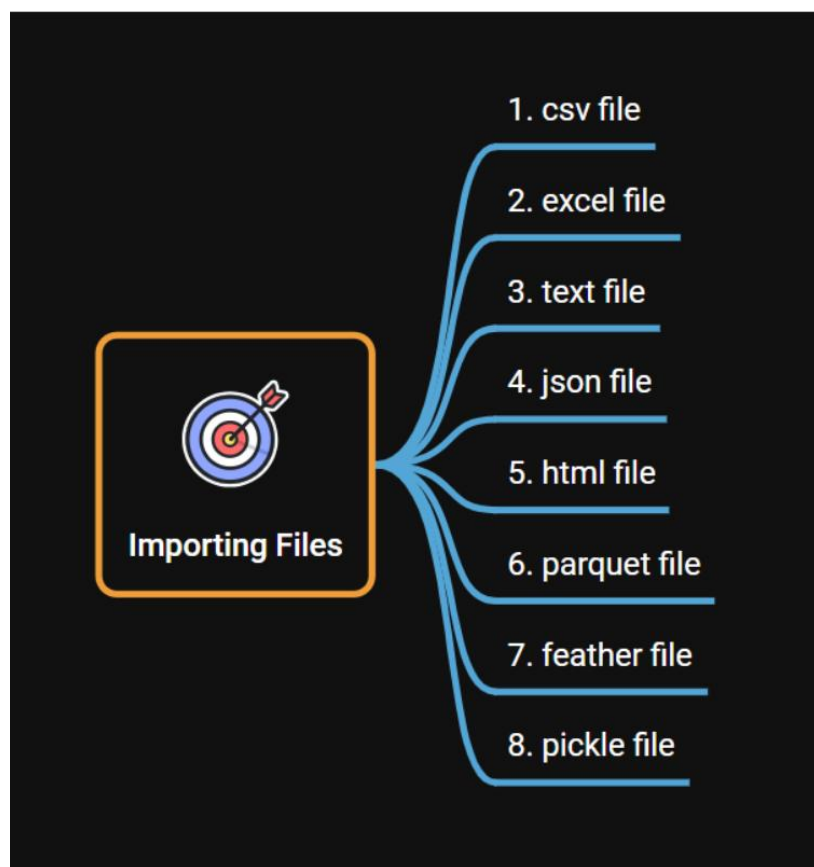 1. csv file
2. excel file
3. text file
4. json file
5. html file
6. parquet file
7. feather file
8. pickle file
Importing Files